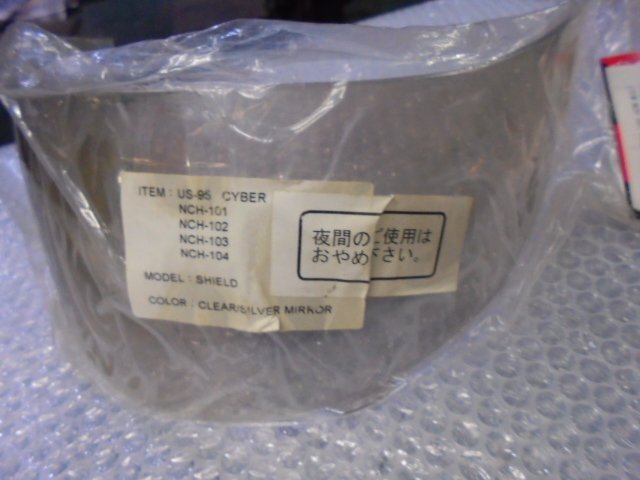 ITEM : US-95 CYBER
NCH-101
NCH-102
NCH-103
NCH-104
MODEL : SHIELD
COLOR : CLEAR/SILVER MIRROR
夜間のご使用は
おやめ下さい。